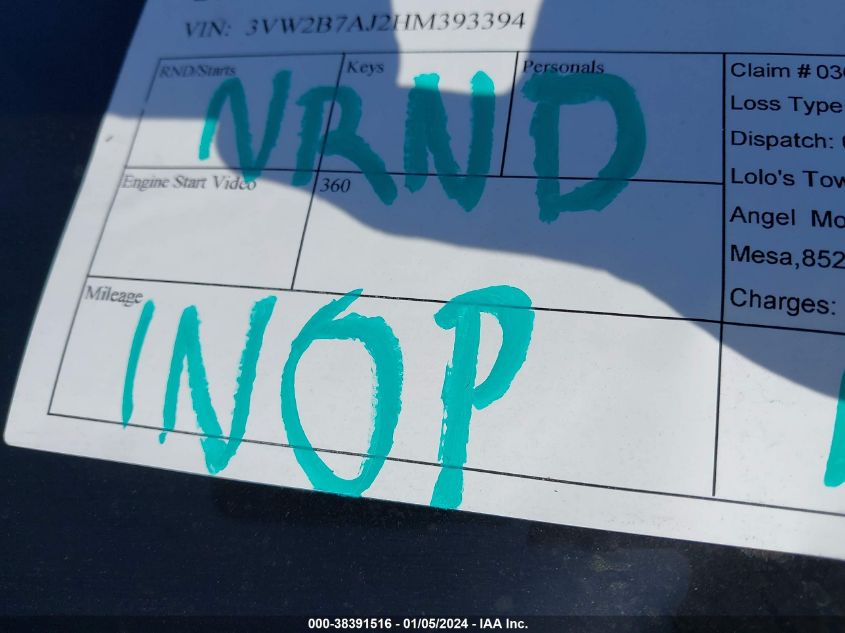 VIN: 3VW2B7AJ2HM393394
RND/Starts
Keys
Personals
NRND
Engine Start Video
360
Mileage
INOP
Claim # 03
Loss Type
Dispatch:
Lolo's Tow
Angel Mo
Mesa,852
Charges:
000-38391516 - 01/05/2024 - IAA Inc.